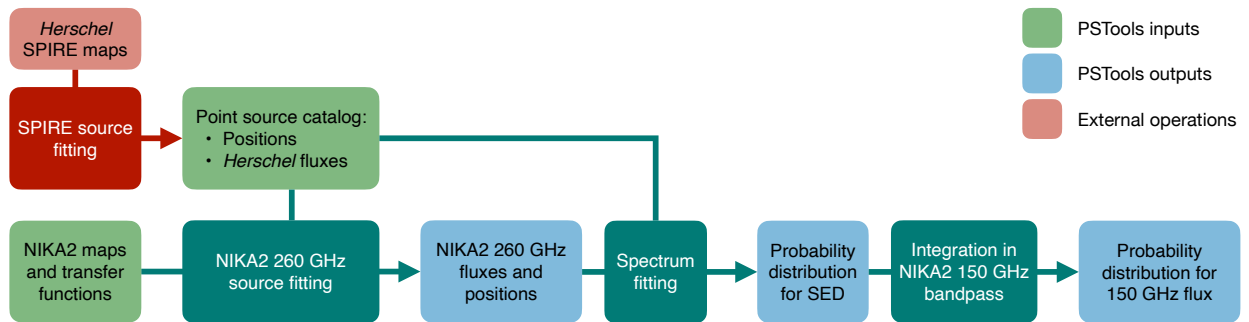 Herschel
SPIRE maps
SPIRE source
fitting
Point source catalog:
• Positions
• Herschel fluxes
PSTools inputs
PSTools outputs
External operations
NIKA2 maps
and transfer
functions
NIKA2 260 GHz
source fitting
NIKA2 260 GHz
fluxes and
positions
Spectrum
fitting
Probability
distribution
for SED
Integration in
NIKA2 150 GHz
bandpass
Probability
distribution for
150 GHz flux